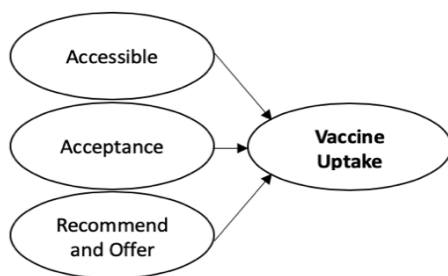 Accessible
Acceptance
Recommend
and Offer
Vaccine
Uptake